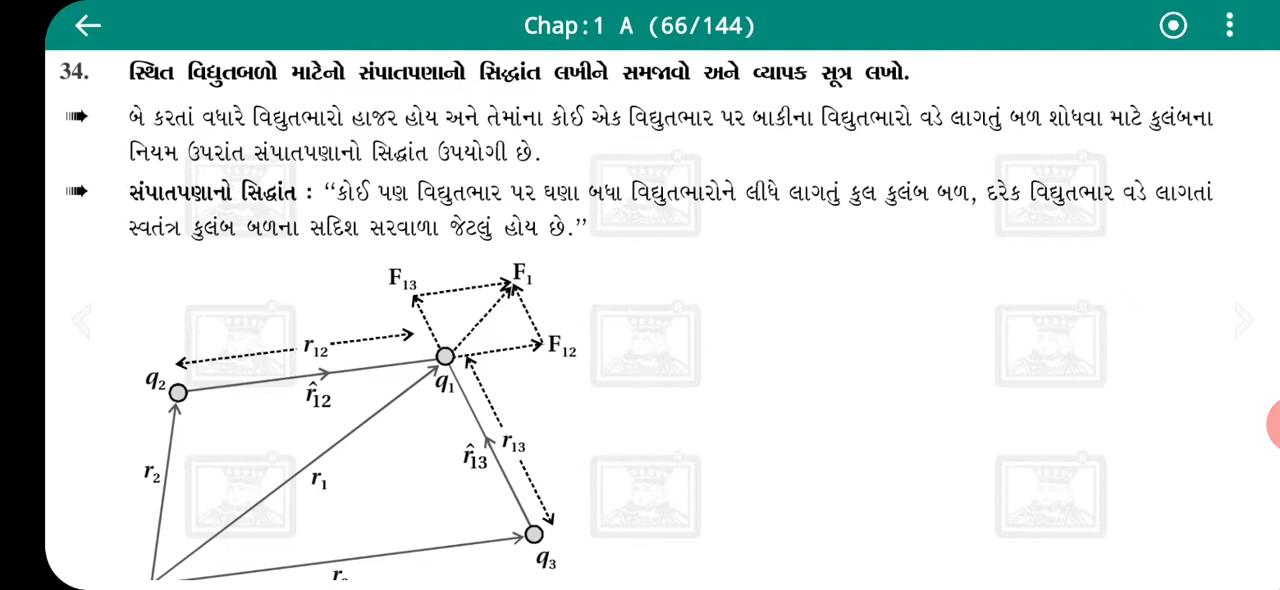 Chap:1 A (66/144)
34. સ્થિત વિદ્યુતબળો માટેનો સંપાતપણાનો સિદ્ધાંત લખીને સમજાવો અને વ્યાપક સૂત્ર લખો.
બે કરતાં વધારે વિદ્યુતભારો હાજર હોય અને તેમાંના કોઈ એક વિદ્યુતભાર પર બાકીના વિદ્યુતભારો વડે લાગતું બળ શોધવા માટે કુલંબના
નિયમ ઉપરાંત સંપાતપણાનો સિદ્ધાંત ઉપયોગી છે.
સંપાતપણાનો સિદ્ધાંત : “કોઈ પણ વિદ્યુતભાર પર ઘણા બધા વિદ્યુતભારોને લીધે લાગતું કુલ કુલંબ બળ, દરેક વિદ્યુતભાર વડે લાગતાં
સ્વતંત્ર કુલંબ બળના સદિશ સરવાળા જેટલું હોય છે.”
F₁₃
F₁
r₁₂
F₁₂
q₂
q₁
r̂₁₂
r₁₃
r̂₁₃
r₂
r₁
q₃